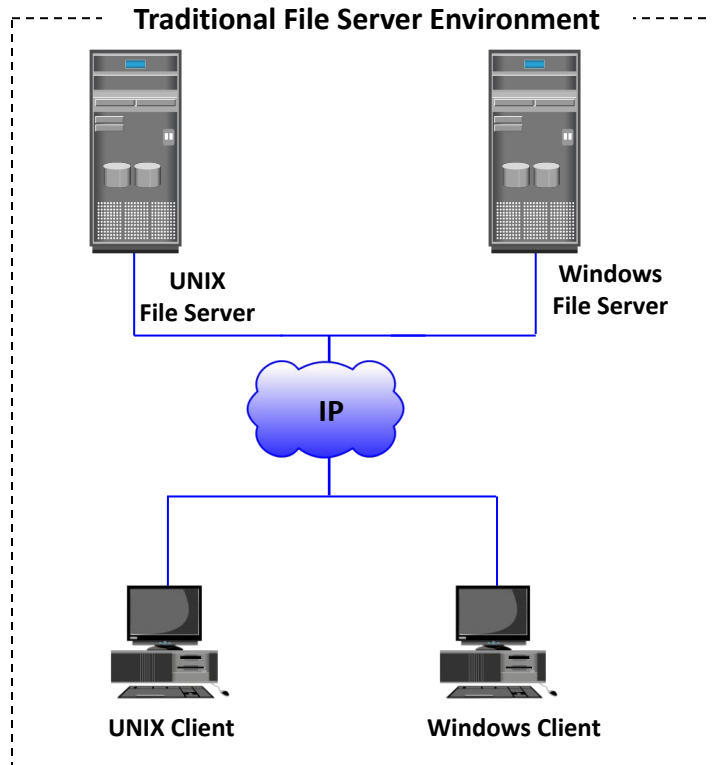 Traditional File Server Environment
UNIX
File Server
Windows
File Server
IP
UNIX Client
Windows Client